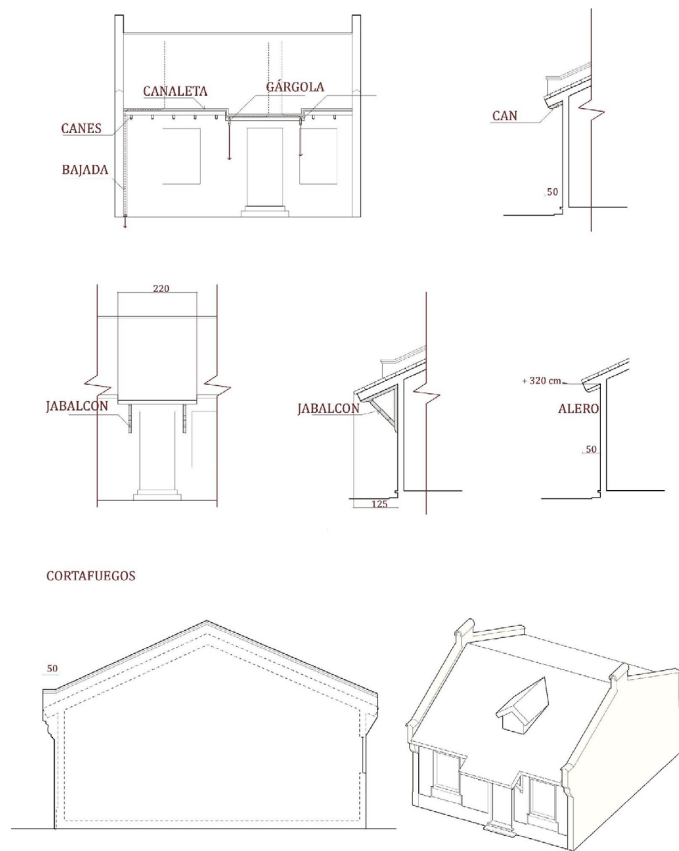 CANALETA
GÁRGOLA
CANES
BAJADA
CAN
50
220
JABALCON
JABALCON
125
+ 320 cm
ALERO
50
CORTAFUEGOS
50